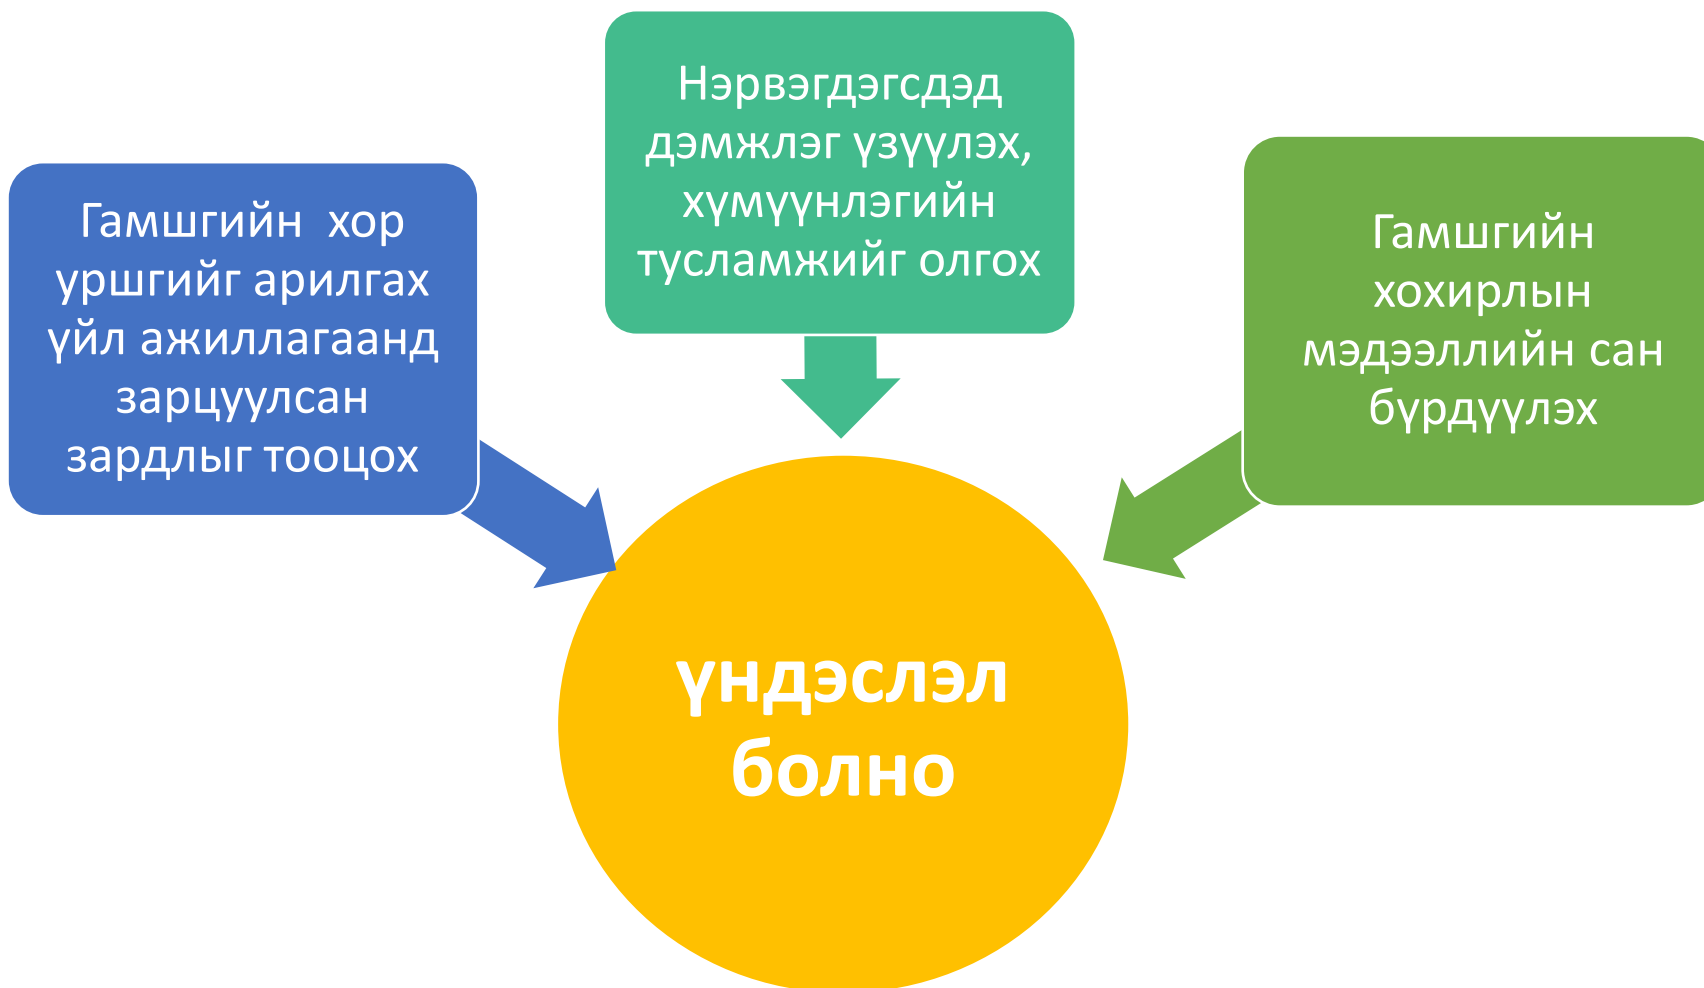 Гамшгийн хор
уршгийг арилгах
үйл ажиллагаанд
зарцуулсан
зардлыг тооцох
Нэрвэгдэгсдэд
дэмжлэг үзүүлэх,
хүмүүнлэгийн
тусламжийг олгох
Гамшгийн
хохирлын
мэдээллийн сан
бүрдүүлэх
үндэслэл
болно